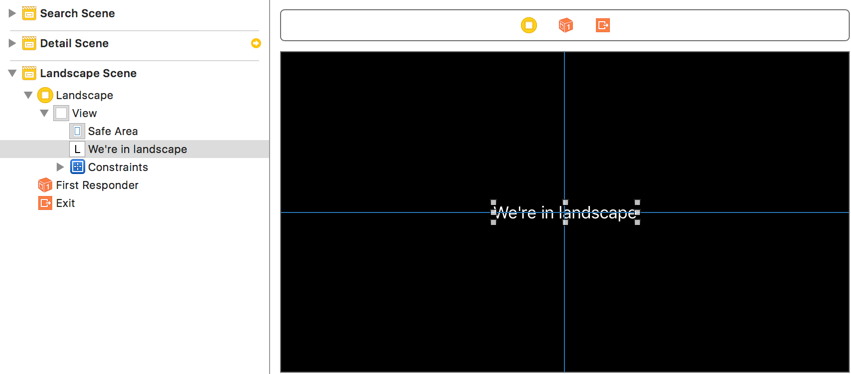 Search Scene
Detail Scene
Landscape Scene
Landscape
View
Safe Area
L We're in landscape
Constraints
First Responder
Exit
We're in landscape